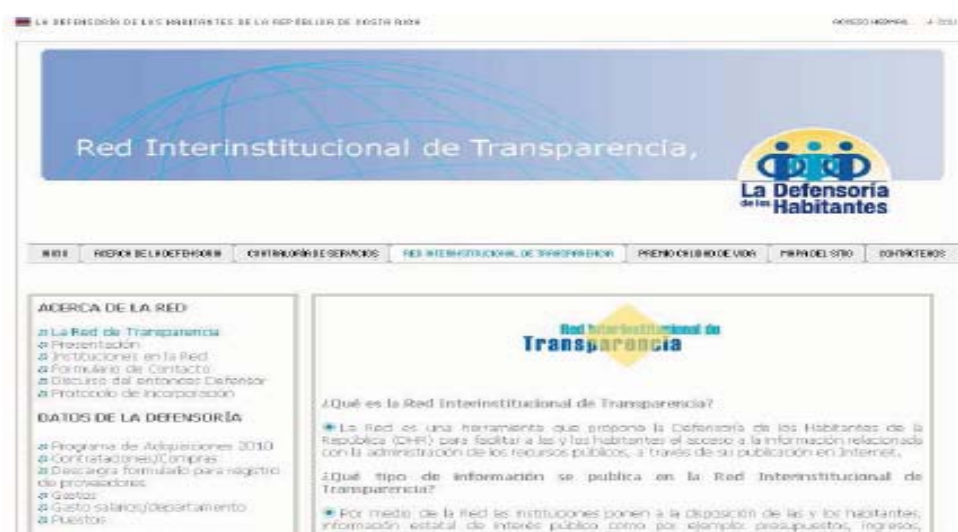 LA DEFENSORÍA DE LOS HABITANTES DE LA REPÚBLICA DE COSTA RICA
Red Interinstitucional de Transparencia,
La Defensoría
de los Habitantes
INICIO ACERCA DE LA DEFENSORIA CONTRALORÍA DE SERVICIOS RED INTERINSTITUCIONAL DE TRANSPARENCIA PREMIO CALIDAD DE VIDA MAPA DEL SITIO CONTÁCTENOS
ACERCA DE LA RED
La Red de Transparencia
Presentación
Instituciones en la Red
Formulario de Contacto
Discurso del entonces Defensor
Protocolo de incorporación
DATOS DE LA DEFENSORÍA
Programa de Adquisiciones 2010
Contrataciones/Compras
Descarga formulario para registro
de proveedores
Gastos
Gasto salarios/departamento
Puestos
Red Interinstitucional de
Transparencia
¿Qué es la Red Interinstitucional de Transparencia?
La Red es una herramienta que propone la Defensoría de los Habitantes de la
República (DHR) para facilitar a las y los habitantes el acceso a la información relacionada
con la administración de los recursos públicos, a través de su publicación en Internet.
¿Qué tipo de información se publica en la Red Interinstitucional de
Transparencia?
Por medio de la Red las instituciones ponen a la disposición de las y los habitantes,
información estatal de interés público como por ejemplo: presupuestos, ingresos,